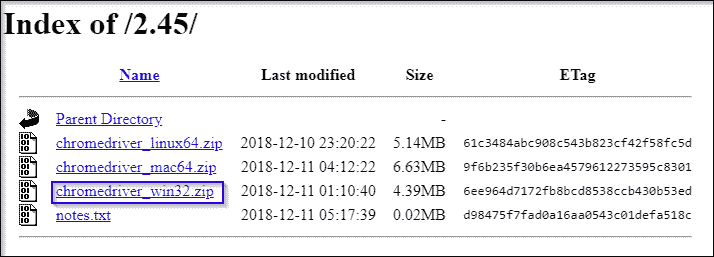 Index of /2.45/
Name Last modified Size ETag
Parent Directory -
chromedriver_linux64.zip 2018-12-10 23:20:22 5.14MB 61c3484abc908c543b823cf42f58fc5d
chromedriver_mac64.zip 2018-12-11 04:12:22 6.63MB 9f6b235f30b6ea4579612273595c8301
chromedriver_win32.zip 2018-12-11 01:10:40 4.39MB 6ee964d7172fb8bcd8538ccb430b53ed
notes.txt 2018-12-11 05:17:39 0.02MB d98475f7fad0a16aa0543c01defa518c